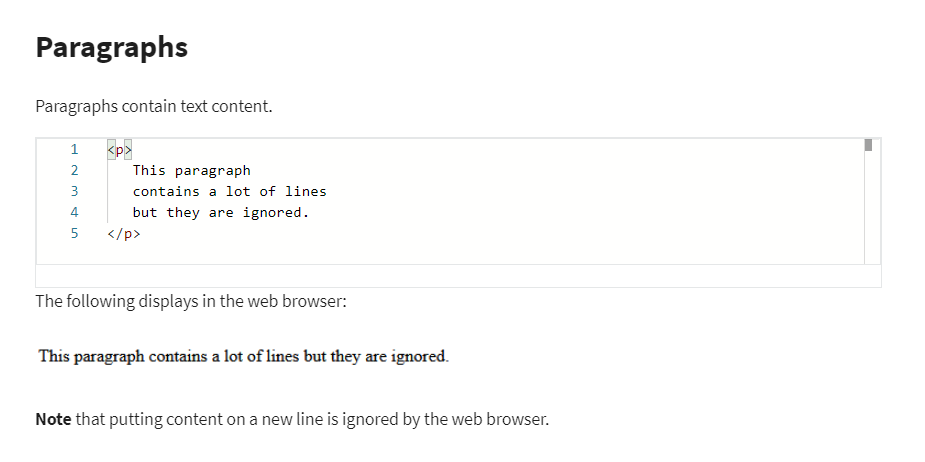 Paragraphs
Paragraphs contain text content.
1 <p>
2 This paragraph
3 contains a lot of lines
4 but they are ignored.
5 </p>
The following displays in the web browser:
This paragraph contains a lot of lines but they are ignored.
Note that putting content on a new line is ignored by the web browser.